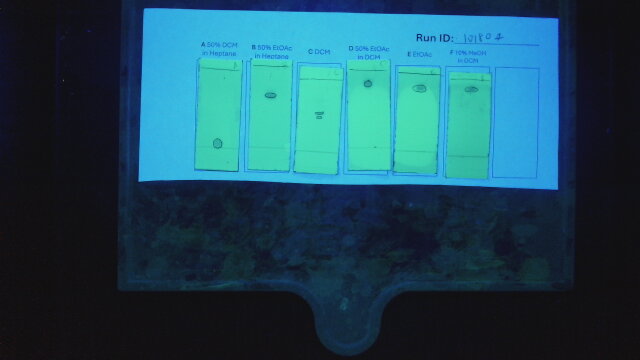 Run ID: 101804
A 50% DCM
in Heptane
B 50% EtOAc
in Heptane
C DCM
D 50% EtOAc
in DCM
E EtOAc
F 10% MeOH
in DCM